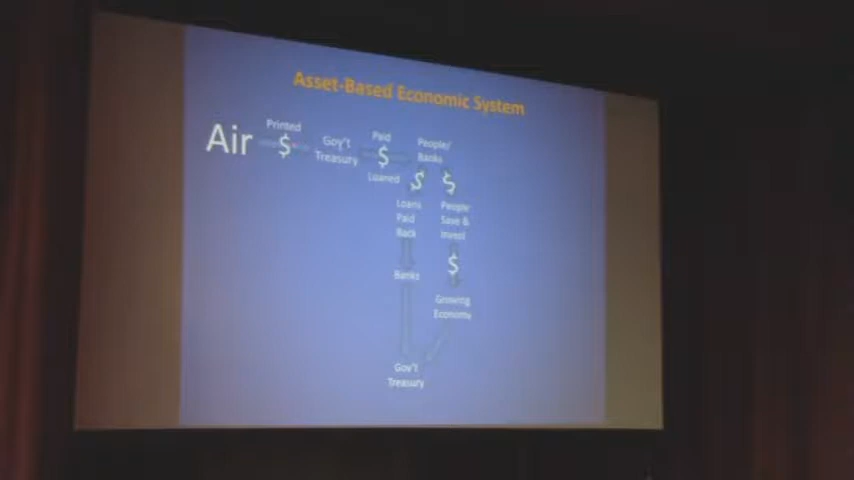 Asset-Based Economic System
Air
Printed
$
Gov't
Treasury
Paid
$
Loaned
People/
Banks
$
$
Loans
Paid
Back
People
Save &
Invest
Banks
$
Growing
Economy
Gov't
Treasury